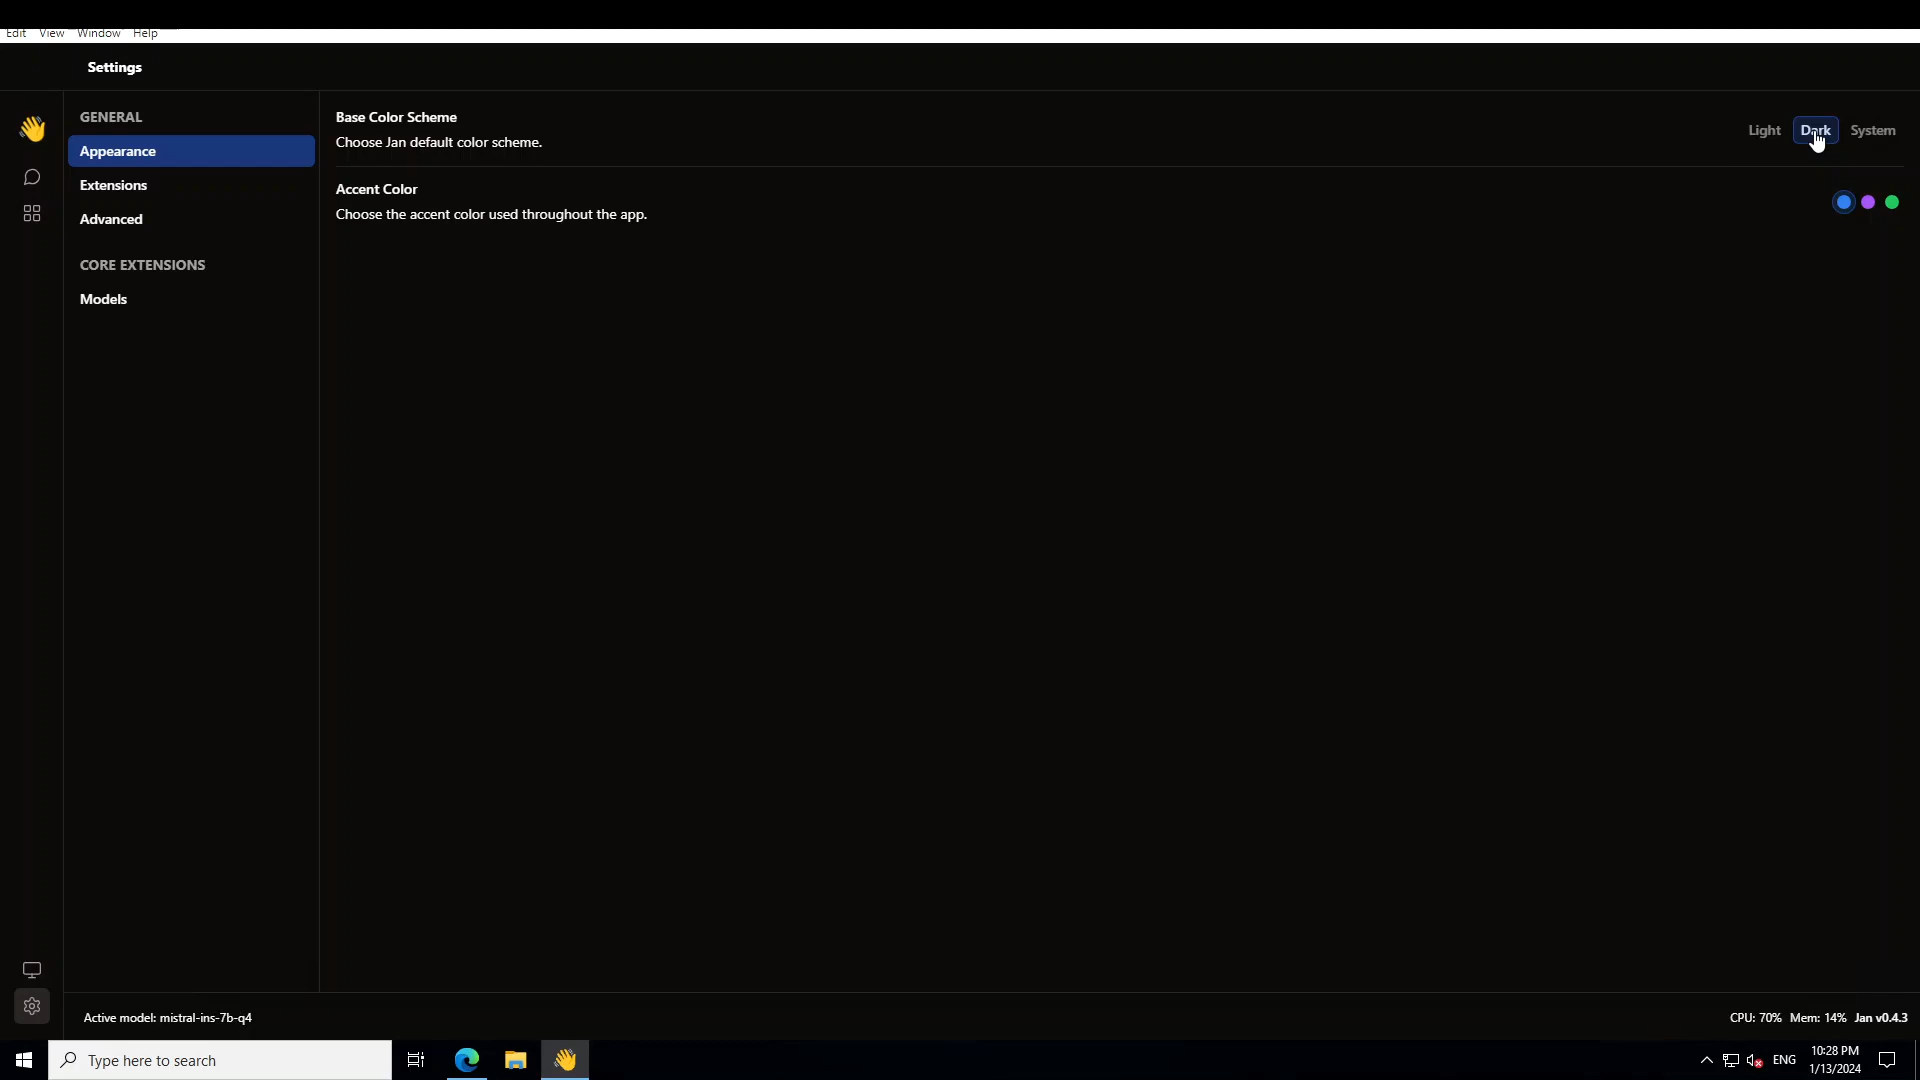 Edit View Window Help
Settings
GENERAL
Appearance
Extensions
Advanced
CORE EXTENSIONS
Models
Base Color Scheme
Choose Jan default color scheme.
Light Dark System
Accent Color
Choose the accent color used throughout the app.
Active model: mistral-ins-7b-q4
CPU: 70% Mem: 14% Jan v0.4.3
Type here to search
ENG
10:28 PM
1/13/2024